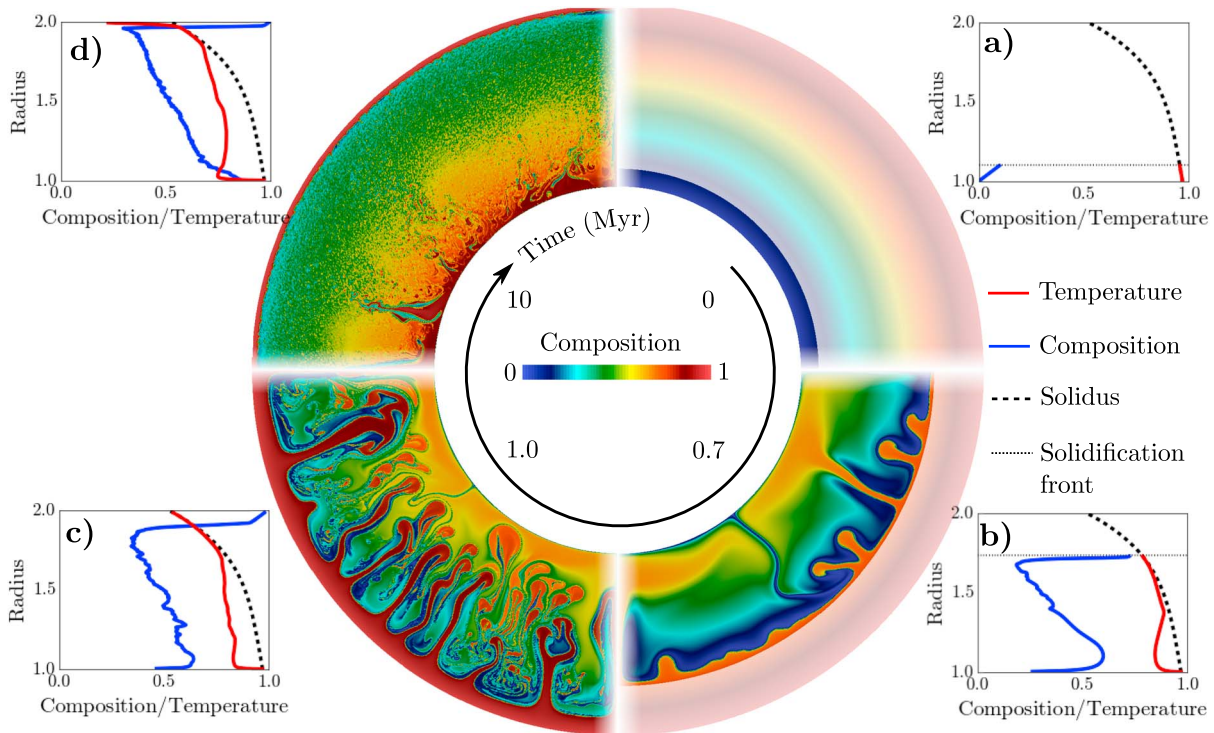 d)
2.0
1.5
1.0
Radius
0.0
0.5
1.0
Composition/Temperature
a)
2.0
1.5
1.0
Radius
0.0
0.5
1.0
Composition/Temperature
Time (Myr)
10
0
Composition
0
1
1.0
0.7
Temperature
Composition
Solidus
Solidification
front
c)
2.0
1.5
1.0
Radius
0.0
0.5
1.0
Composition/Temperature
b)
2.0
1.5
1.0
Radius
0.0
0.5
1.0
Composition/Temperature